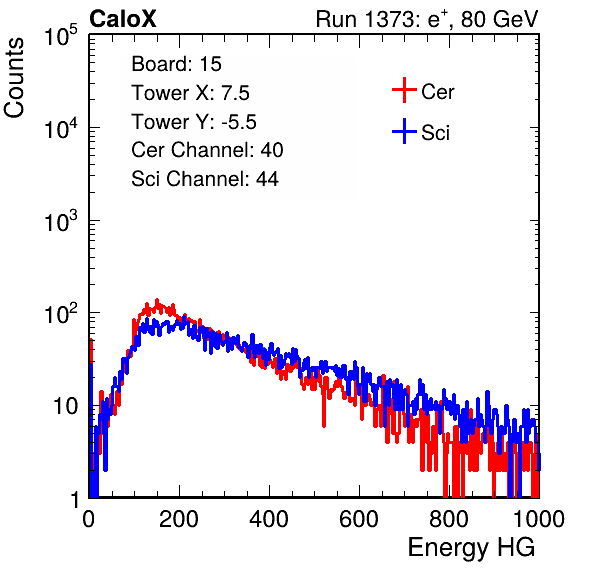 CaloX Run 1373: e⁺, 80 GeV
Counts
10⁵
10⁴
10³
10²
10
1
Board: 15
Tower X: 7.5
Tower Y: -5.5
Cer Channel: 40
Sci Channel: 44
Cer
Sci
0 200 400 600 800 1000
Energy HG